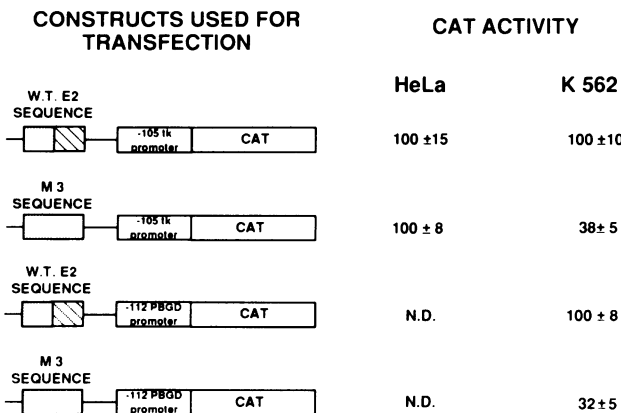 CONSTRUCTS USED FOR
TRANSFECTION
CAT ACTIVITY
HeLa
K 562
W.T. E2
SEQUENCE
-105 tk
promoter
CAT
100 ±15
100 ±10
M 3
SEQUENCE
-105 tk
promoter
CAT
100 ± 8
38± 5
W.T. E2
SEQUENCE
-112 PBGD
promoter
CAT
N.D.
100 ± 8
M 3
SEQUENCE
-112 PBGD
promoter
CAT
N.D.
32±5